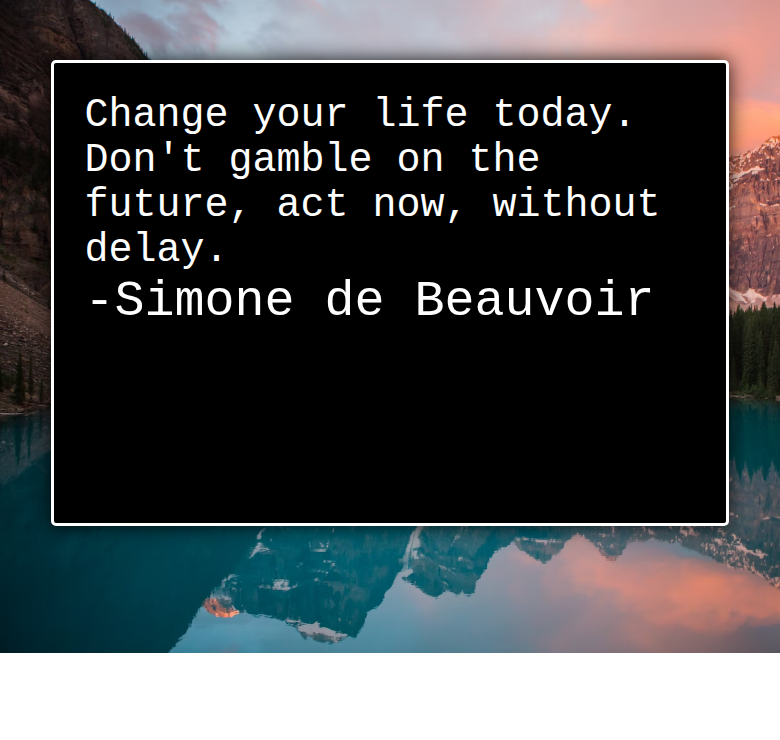 Change your life today.
Don't gamble on the
future, act now, without
delay.
-Simone de Beauvoir